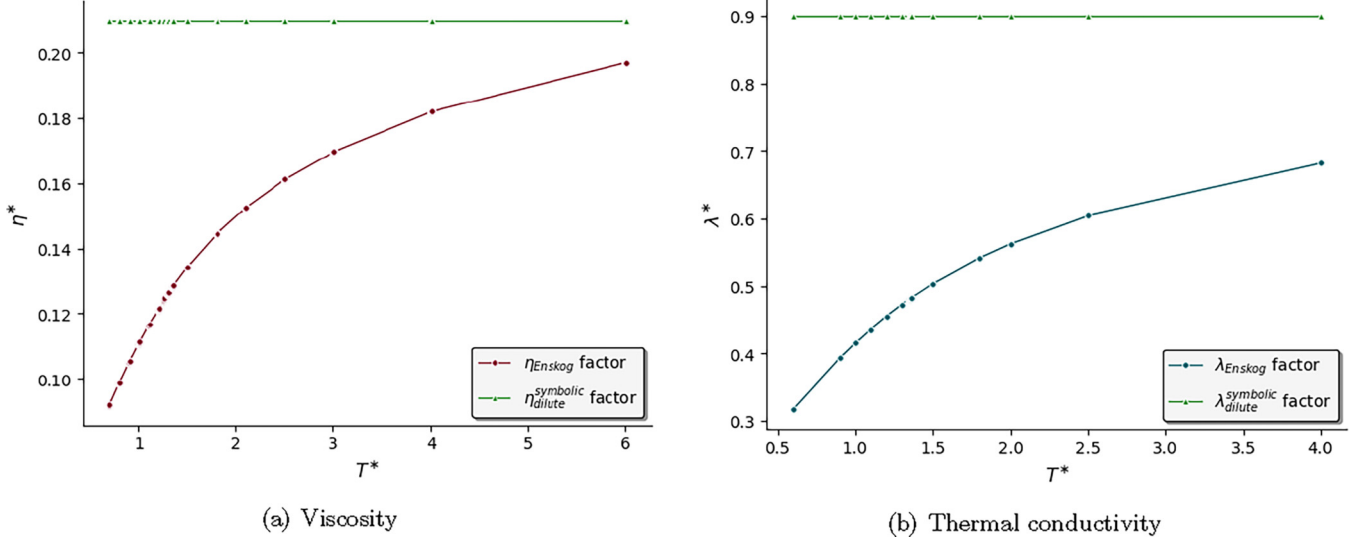 0.20
0.18
0.16
0.14
0.12
0.10
η*
η_Enskog factor
η_dilute^symbolic factor
1 2 3 4 5 6
T*
(a) Viscosity
0.9
0.8
0.7
0.6
0.5
0.4
0.3
λ*
λ_Enskog factor
λ_dilute^symbolic factor
0.5 1.0 1.5 2.0 2.5 3.0 3.5 4.0
T*
(b) Thermal conductivity